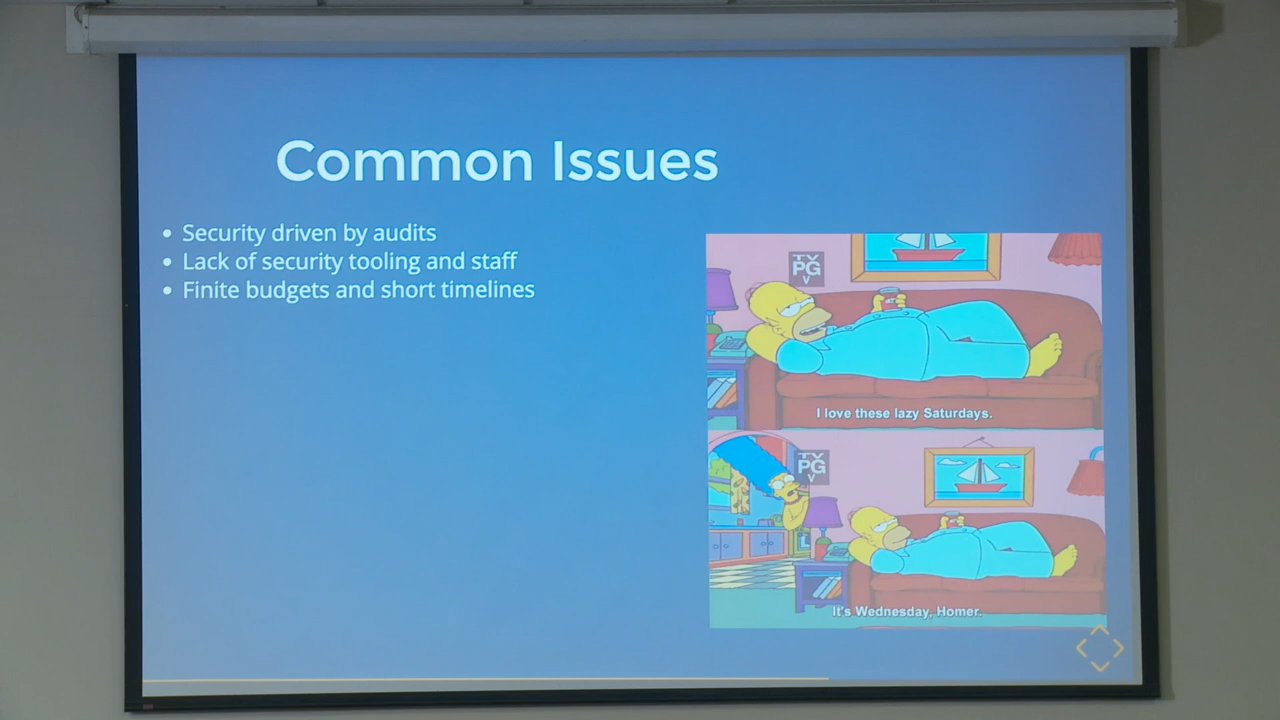 Common Issues
Security driven by audits
Lack of security tooling and staff
Finite budgets and short timelines
TV
PG
V
I love these lazy Saturdays.
TV
PG
V
It's Wednesday, Homer.